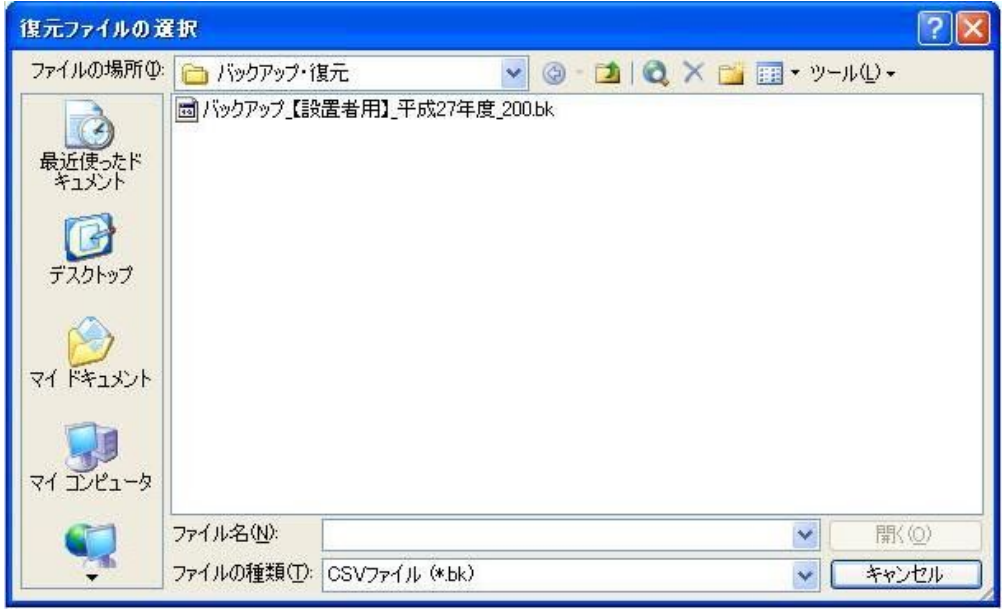 復元ファイルの選択
ファイルの場所(I): バックアップ・復元 ツール(L)
バックアップ_【設置者用】_平成27年度_200.bk
最近使ったド
キュメント
デスクトップ
マイ ドキュメント
マイ コンピュータ
ファイル名(N): 開く(O)
ファイルの種類(T): CSVファイル (*.bk) キャンセル